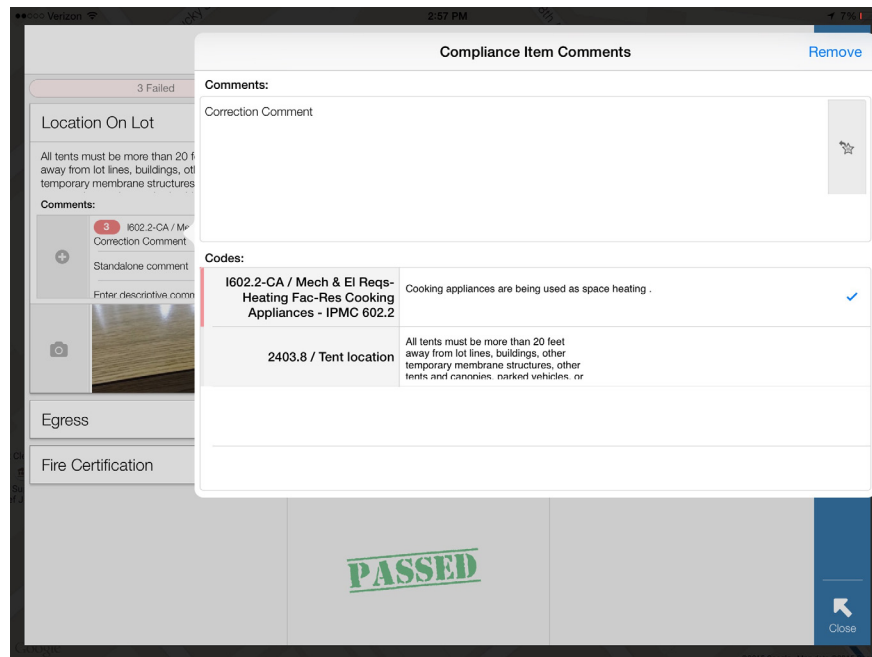 Verizon
2:57 PM
7%
Compliance Item Comments
Remove
3 Failed
Comments:
Location On Lot
Correction Comment
All tents must be more than 20 f
away from lot lines, buildings, ot
temporary membrane structures
Comments:
3 I602.2-CA / Me
Correction Comment
Standalone comment
Enter descriptive comm
Codes:
I602.2-CA / Mech & El Reqs-
Heating Fac-Res Cooking
Appliances - IPMC 602.2
Cooking appliances are being used as space heating .
2403.8 / Tent location
All tents must be more than 20 feet
away from lot lines, buildings, other
temporary membrane structures, other
tents and canopies, parked vehicles, or
Egress
Fire Certification
PASSED
Close